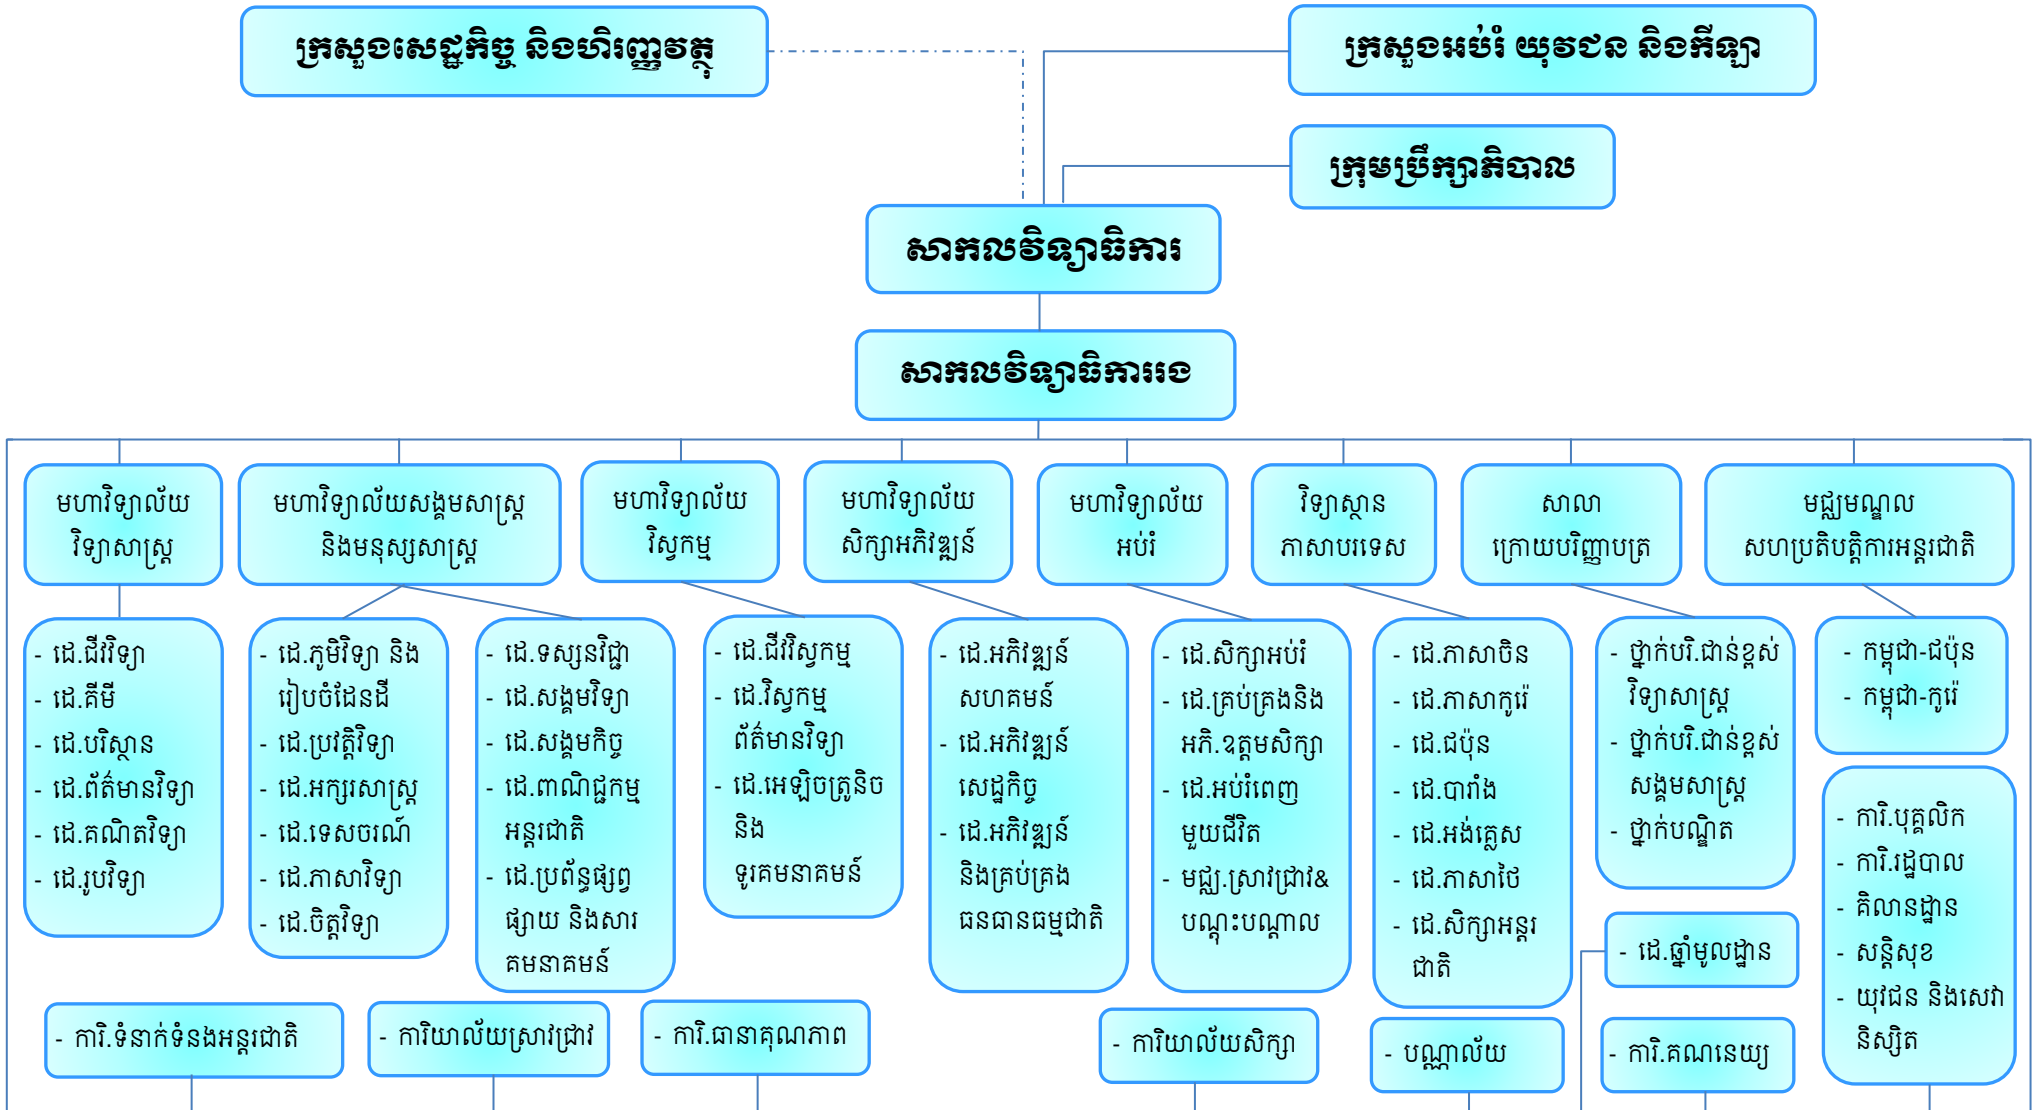 ក្រសួងសេដ្ឋកិច្ច និងហិរញ្ញវត្ថុ
ក្រសួងអប់រំ យុវជន និងកីឡា
ក្រុមប្រឹក្សាភិបាល
សាកលវិទ្យាធិការ
សាកលវិទ្យាធិការរង
មហាវិទ្យាល័យ
វិទ្យាសាស្ត្រ
មហាវិទ្យាល័យសង្គមសាស្ត្រ
និងមនុស្សសាស្ត្រ
មហាវិទ្យាល័យ
វិស្វកម្ម
មហាវិទ្យាល័យ
សិក្សាអភិវឌ្ឍន៍
មហាវិទ្យាល័យ
អប់រំ
វិទ្យាស្ថាន
ភាសាបរទេស
សាលា
ក្រោយបរិញ្ញាបត្រ
មជ្ឈមណ្ឌល
សហប្រតិបត្តិការអន្តរជាតិ
- ដេ.ជីវវិទ្យា
- ដេ.គីមី
- ដេ.បរិស្ថាន
- ដេ.ព័ត៌មានវិទ្យា
- ដេ.គណិតវិទ្យា
- ដេ.រូបវិទ្យា
- ដេ.ភូមិវិទ្យា និង
រៀបចំដែនដី
- ដេ.ប្រវត្តិវិទ្យា
- ដេ.អក្សរសាស្ត្រ
- ដេ.ទេសចរណ៍
- ដេ.ភាសាវិទ្យា
- ដេ.ចិត្តវិទ្យា
- ដេ.ទស្សនវិជ្ជា
- ដេ.សង្គមវិទ្យា
- ដេ.សង្គមកិច្ច
- ដេ.ពាណិជ្ជកម្ម
អន្តរជាតិ
- ដេ.ប្រព័ន្ធផ្សព្វ
ផ្សាយ និងសារ
គមនាគមន៍
- ដេ.ជីវវិស្វកម្ម
- ដេ.វិស្វកម្ម
ព័ត៌មានវិទ្យា
- ដេ.អេឡិចត្រូនិច
និង
ទូរគមនាគមន៍
- ដេ.អភិវឌ្ឍន៍
សហគមន៍
- ដេ.អភិវឌ្ឍន៍
សេដ្ឋកិច្ច
- ដេ.អភិវឌ្ឍន៍
និងគ្រប់គ្រង
ធនធានធម្មជាតិ
- ដេ.សិក្សាអប់រំ
- ដេ.គ្រប់គ្រងនិង
អភិ.ឧត្តមសិក្សា
- ដេ.អប់រំពេញ
មួយជីវិត
- មជ្ឈ.ស្រាវជ្រាវ&
បណ្តុះបណ្តាល
- ដេ.ភាសាចិន
- ដេ.ភាសាកូរ៉េ
- ដេ.ជប៉ុន
- ដេ.បារាំង
- ដេ.អង់គ្លេស
- ដេ.ភាសាថៃ
- ដេ.សិក្សាអន្តរ
ជាតិ
- ថ្នាក់បរិ.ជាន់ខ្ពស់
វិទ្យាសាស្ត្រ
- ថ្នាក់បរិ.ជាន់ខ្ពស់
សង្គមសាស្ត្រ
- ថ្នាក់បណ្ឌិត
- កម្ពុជា-ជប៉ុន
- កម្ពុជា-កូរ៉េ
- ការិ.បុគ្គលិក
- ការិ.រដ្ឋបាល
- គិលានដ្ឋាន
- សន្តិសុខ
- យុវជន និងសេវា
និស្សិត
- ដេ.ឆ្នាំមូលដ្ឋាន
- ការិ.ទំនាក់ទំនងអន្តរជាតិ
- ការិយាល័យស្រាវជ្រាវ
- ការិ.ធានាគុណភាព
- ការិយាល័យសិក្សា
- បណ្ណាល័យ
- ការិ.គណនេយ្យ